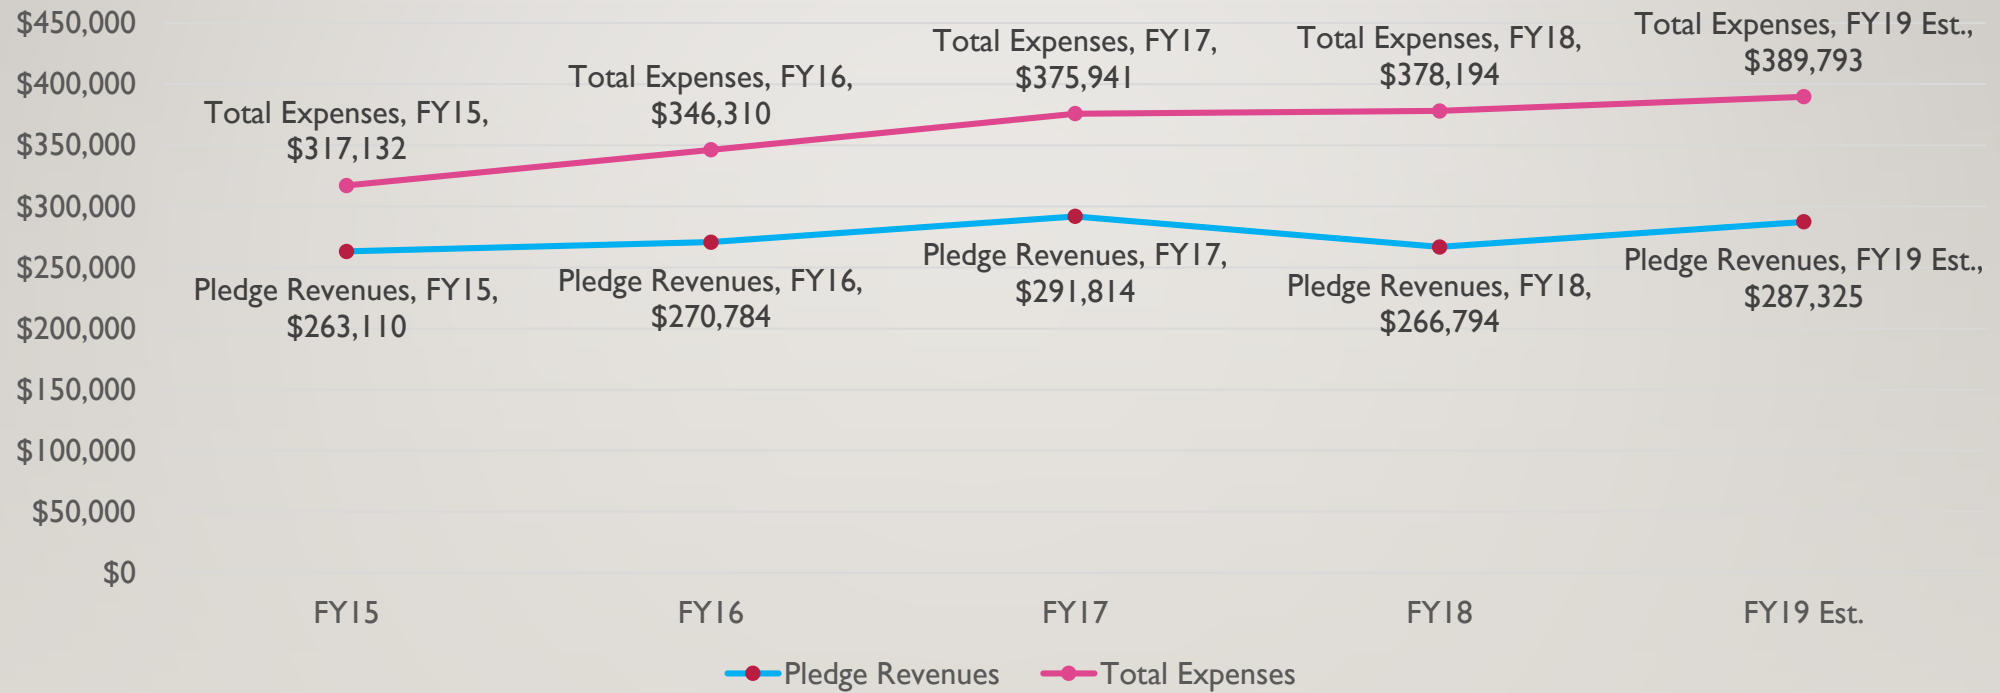 $450,000
$400,000
$350,000
$300,000
$250,000
$200,000
$150,000
$100,000
$50,000
$0
Total Expenses, FY15,
$317,132
Total Expenses, FY16,
$346,310
Total Expenses, FY17,
$375,941
Total Expenses, FY18,
$378,194
Total Expenses, FY19 Est.,
$389,793
Pledge Revenues, FY15,
$263,110
Pledge Revenues, FY16,
$270,784
Pledge Revenues, FY17,
$291,814
Pledge Revenues, FY18,
$266,794
Pledge Revenues, FY19 Est.,
$287,325
FY15
FY16
FY17
FY18
FY19 Est.
Pledge Revenues
Total Expenses